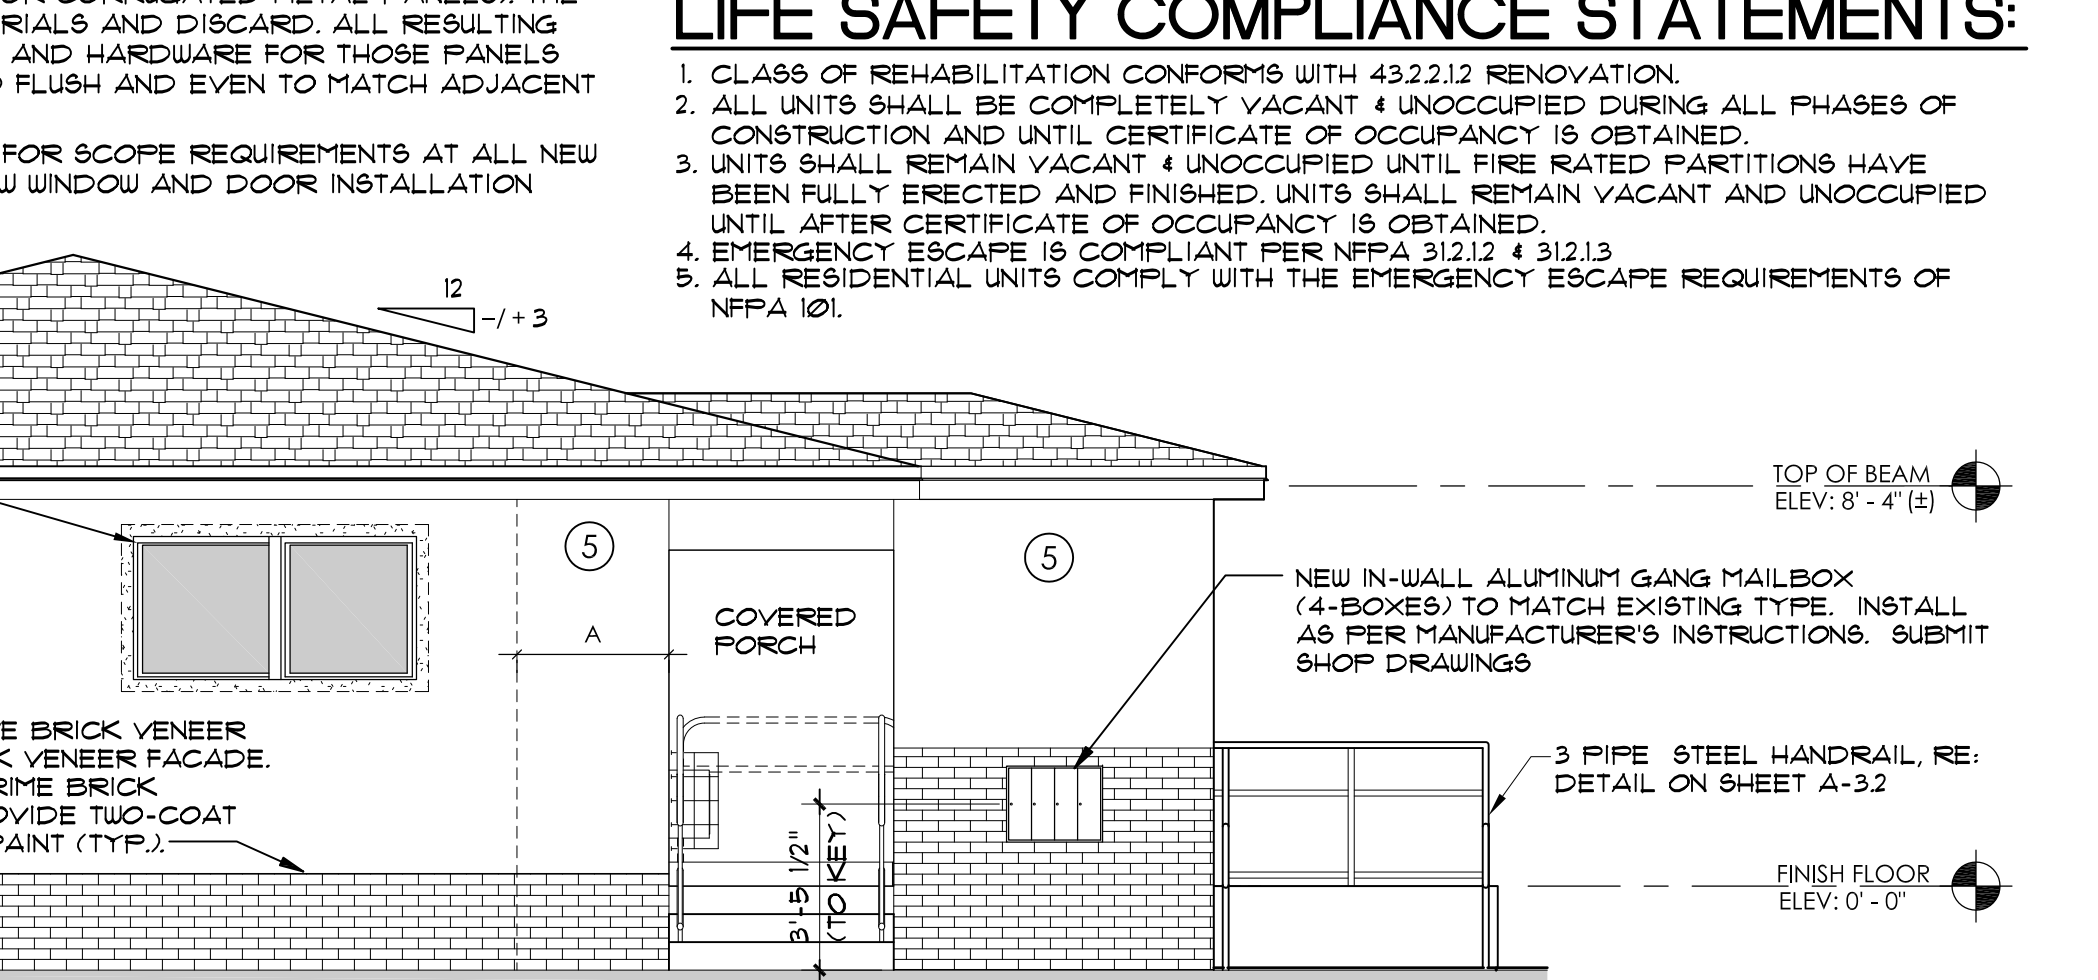 RIALS AND DISCARD. ALL RESULTING
AND HARDWARE FOR THOSE PANELS
FLUSH AND EVEN TO MATCH ADJACENT
FOR SCOPE REQUIREMENTS AT ALL NEW
WINDOW AND DOOR INSTALLATION
LIFE SAFETY COMPLIANCE STATEMENTS:
1. CLASS OF REHABILITATION CONFORMS WITH 43.2.2.1.2 RENOVATION.
2. ALL UNITS SHALL BE COMPLETELY VACANT & UNOCCUPIED DURING ALL PHASES OF
CONSTRUCTION AND UNTIL CERTIFICATE OF OCCUPANCY IS OBTAINED.
3. UNITS SHALL REMAIN VACANT & UNOCCUPIED UNTIL FIRE RATED PARTITIONS HAVE
BEEN FULLY ERECTED AND FINISHED. UNITS SHALL REMAIN VACANT AND UNOCCUPIED
UNTIL AFTER CERTIFICATE OF OCCUPANCY IS OBTAINED.
4. EMERGENCY ESCAPE IS COMPLIANT PER NFPA 31.2.1.2 & 31.2.1.3
5. ALL RESIDENTIAL UNITS COMPLY WITH THE EMERGENCY ESCAPE REQUIREMENTS OF
NFPA 101.
12
-/+ 3
TOP OF BEAM
ELEV: 8' - 4" (±)
5
5
COVERED
PORCH
A
NEW IN-WALL ALUMINUM GANG MAILBOX
(4-BOXES) TO MATCH EXISTING TYPE. INSTALL
AS PER MANUFACTURER'S INSTRUCTIONS. SUBMIT
SHOP DRAWINGS
E BRICK VENEER
K VENEER FACADE.
RIME BRICK
OVIDE TWO-COAT
PAINT (TYP.).
3 PIPE STEEL HANDRAIL, RE:
DETAIL ON SHEET A-3.2
3'-5 1/2"
(TO KEY)
FINISH FLOOR
ELEV: 0' - 0"